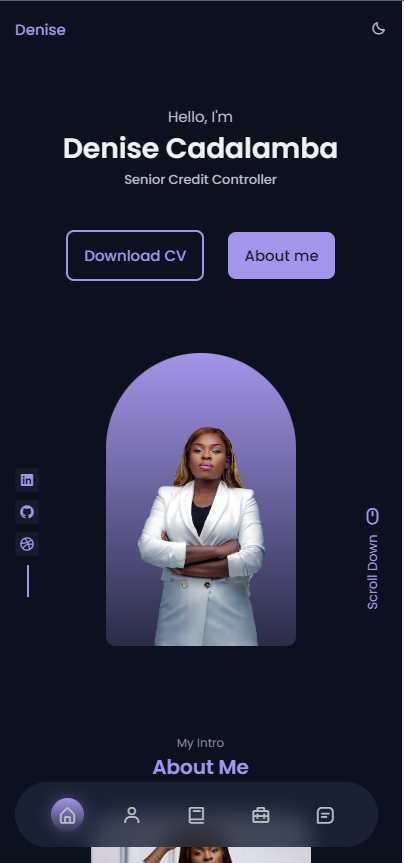 Denise
Hello, I'm
Denise Cadalamba
Senior Credit Controller
Download CV
About me
Scroll Down
My Intro
About Me